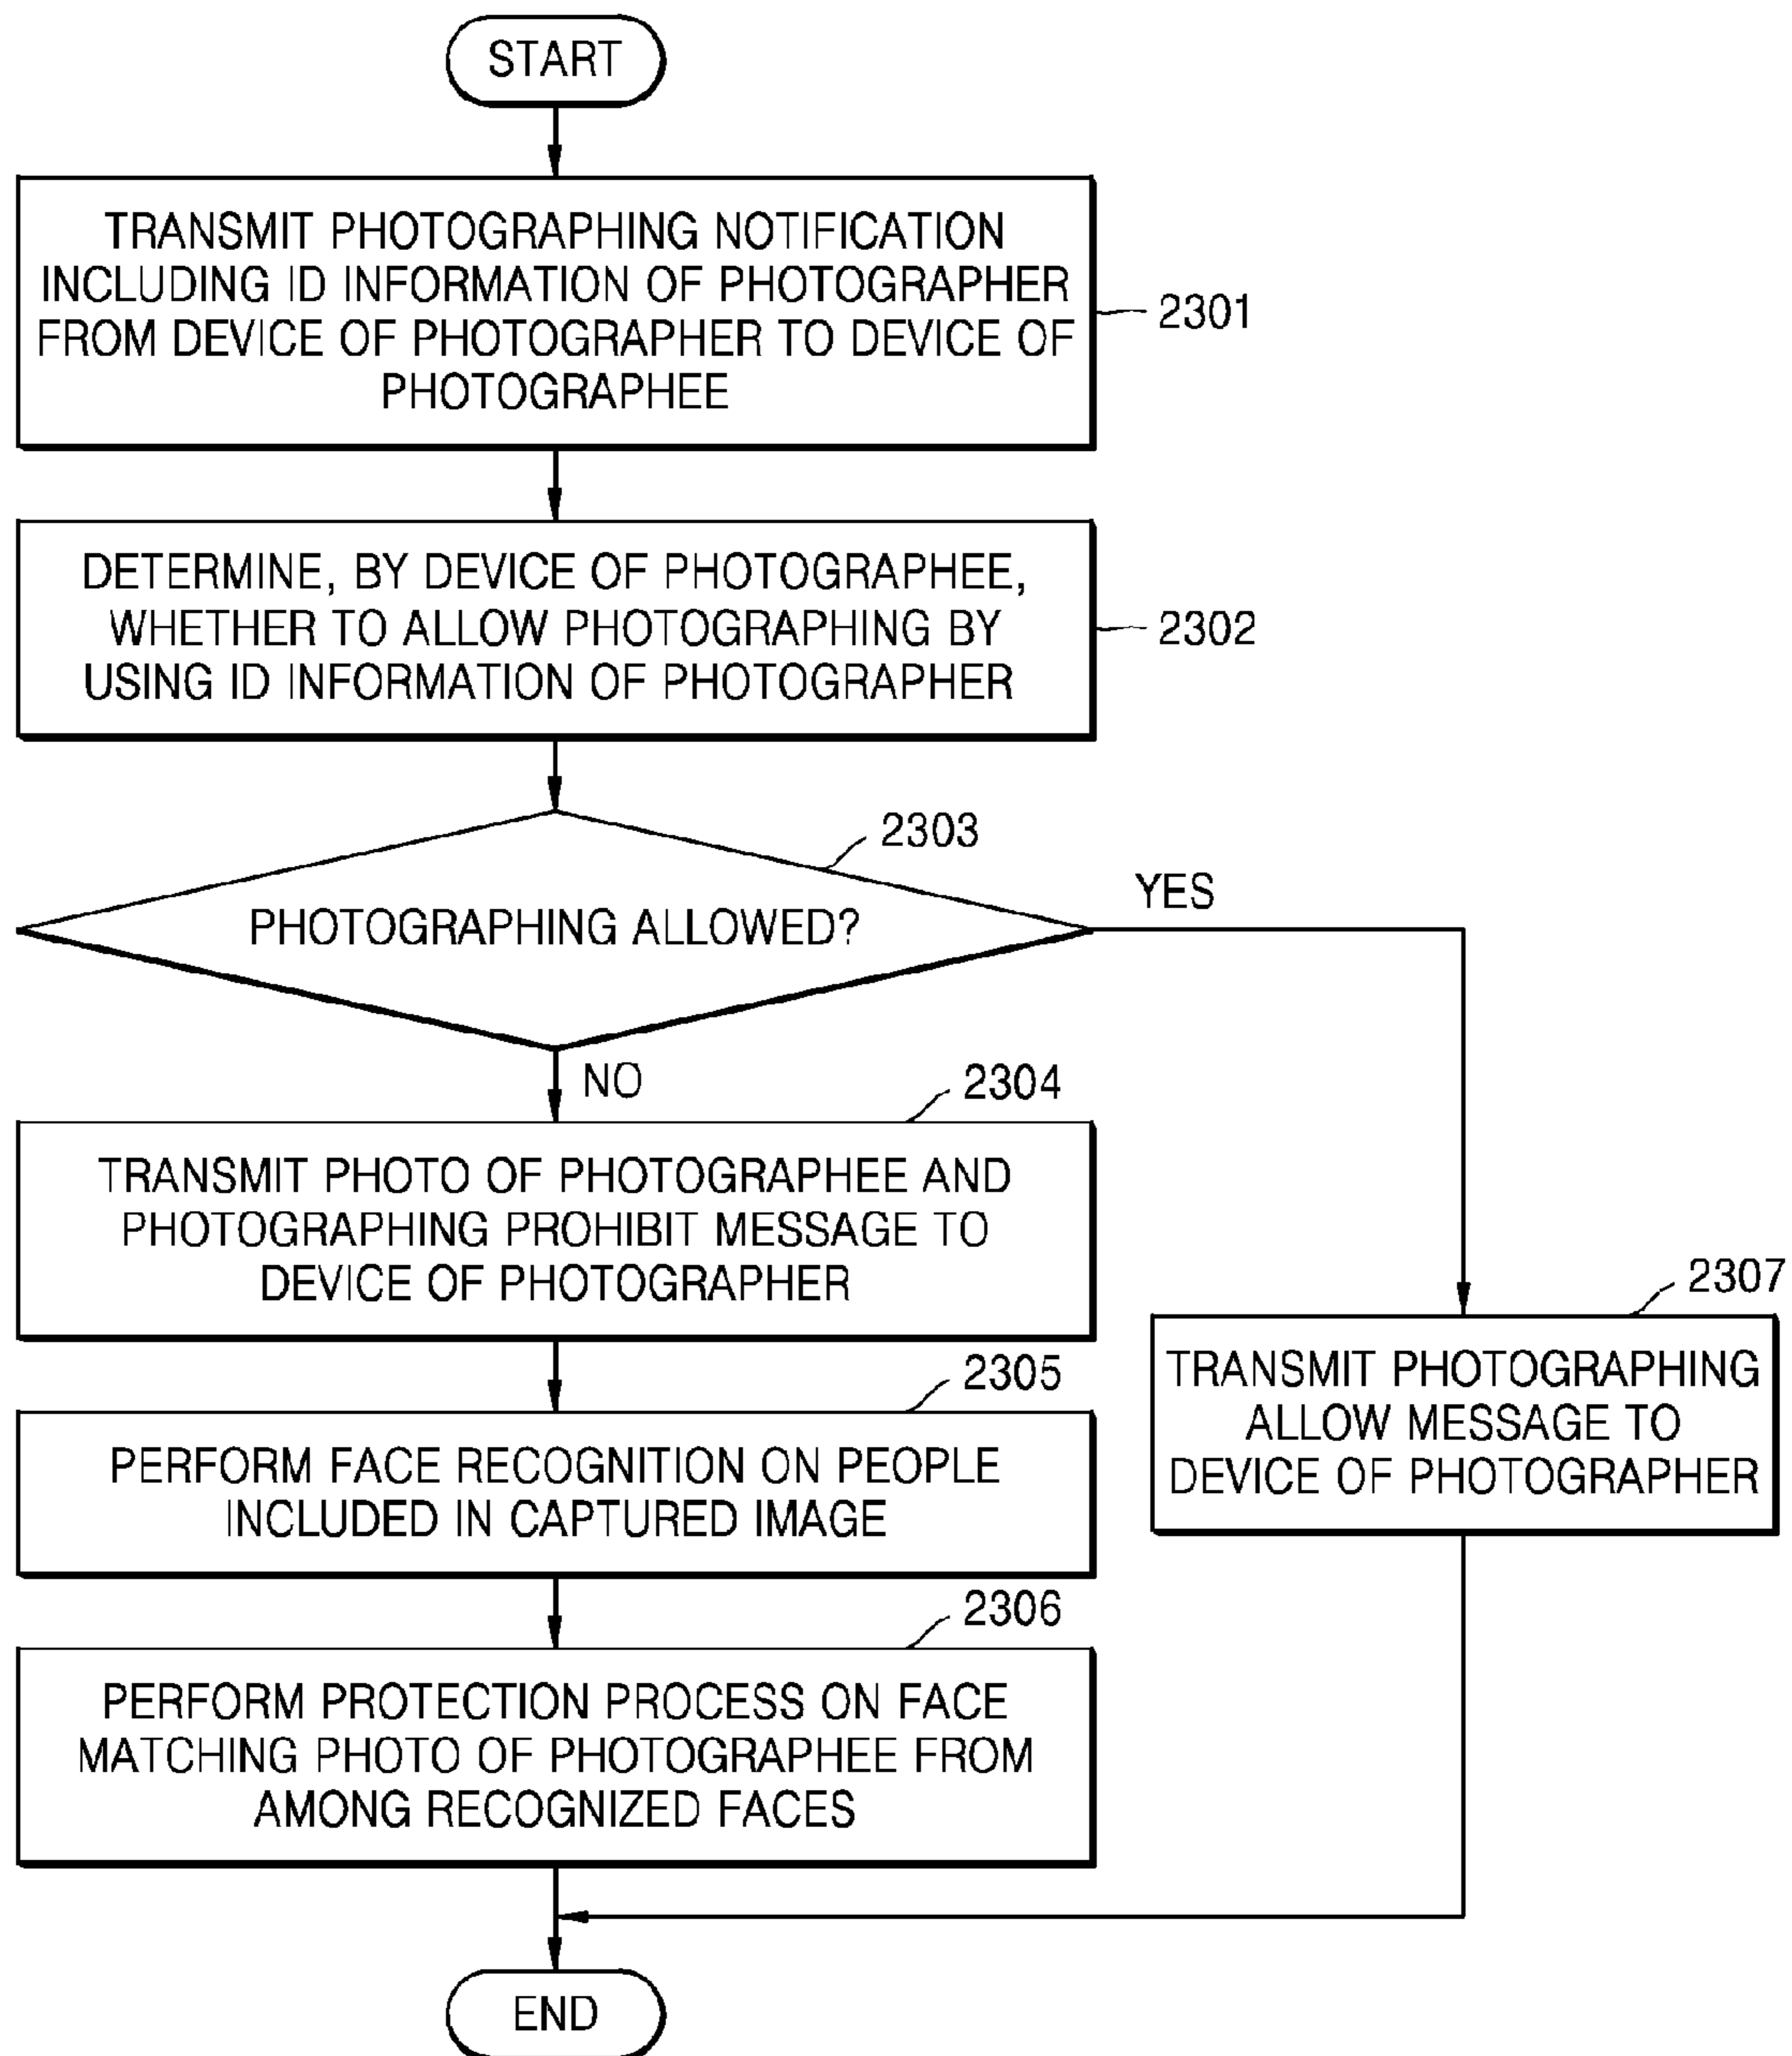 START
TRANSMIT PHOTOGRAPHING NOTIFICATION
INCLUDING ID INFORMATION OF PHOTOGRAPHER
FROM DEVICE OF PHOTOGRAPHER TO DEVICE OF
PHOTOGRAPHEE
2301
DETERMINE, BY DEVICE OF PHOTOGRAPHEE,
WHETHER TO ALLOW PHOTOGRAPHING BY
USING ID INFORMATION OF PHOTOGRAPHER
2302
2303
PHOTOGRAPHING ALLOWED?
YES
NO
2304
TRANSMIT PHOTO OF PHOTOGRAPHEE AND
PHOTOGRAPHING PROHIBIT MESSAGE TO
DEVICE OF PHOTOGRAPHER
2305
PERFORM FACE RECOGNITION ON PEOPLE
INCLUDED IN CAPTURED IMAGE
2306
PERFORM PROTECTION PROCESS ON FACE
MATCHING PHOTO OF PHOTOGRAPHEE FROM
AMONG RECOGNIZED FACES
2307
TRANSMIT PHOTOGRAPHING
ALLOW MESSAGE TO
DEVICE OF PHOTOGRAPHER
END